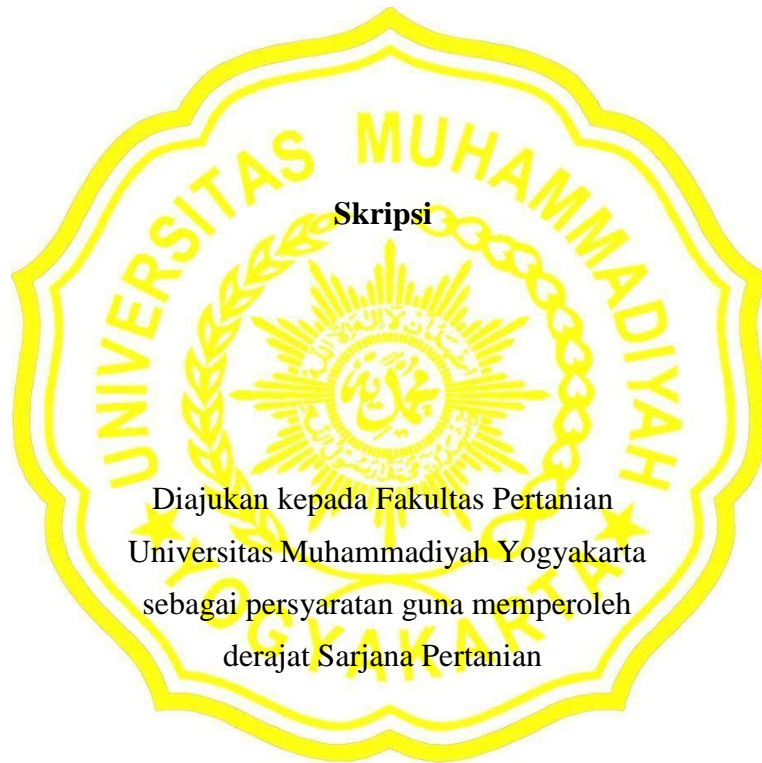 UNIVERSITAS MUHAMMADIYAH
Skripsi
Diajukan kepada Fakultas Pertanian
Universitas Muhammadiyah Yogyakarta
sebagai persyaratan guna memperoleh
derajat Sarjana Pertanian
YOGYAKARTA